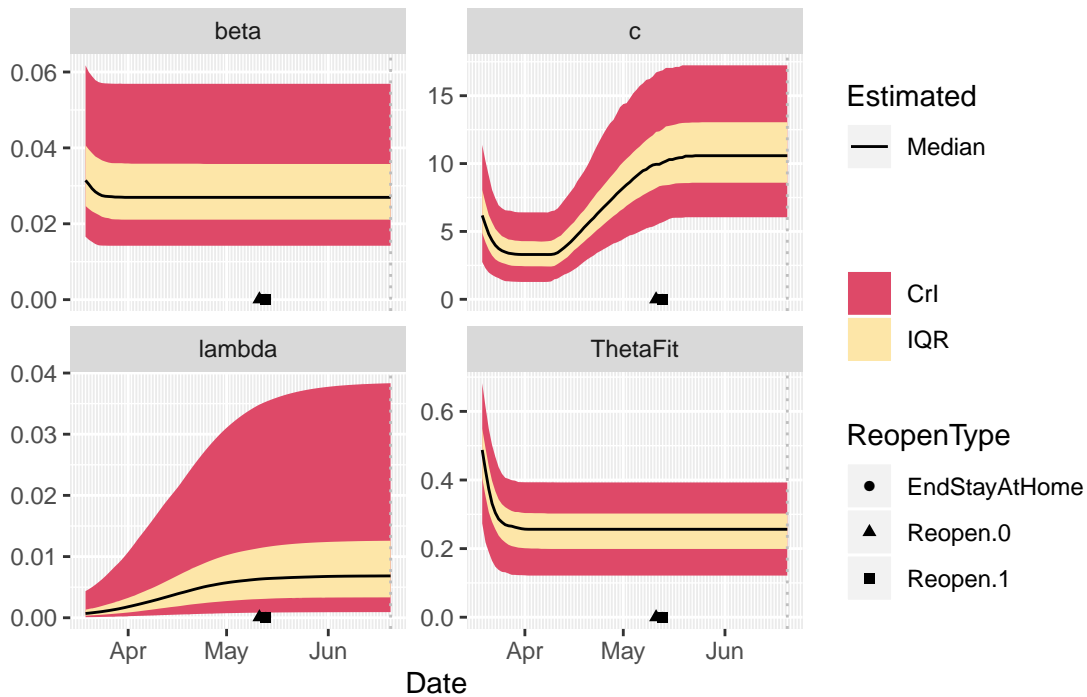 beta
c
0.06
0.04
0.02
0.00
15
10
5
0
lambda
ThetaFit
0.04
0.03
0.02
0.01
0.00
0.6
0.4
0.2
0.0
Apr May Jun
Apr May Jun
Date
Estimated
Median
CrI
IQR
ReopenType
EndStayAtHome
Reopen.0
Reopen.1